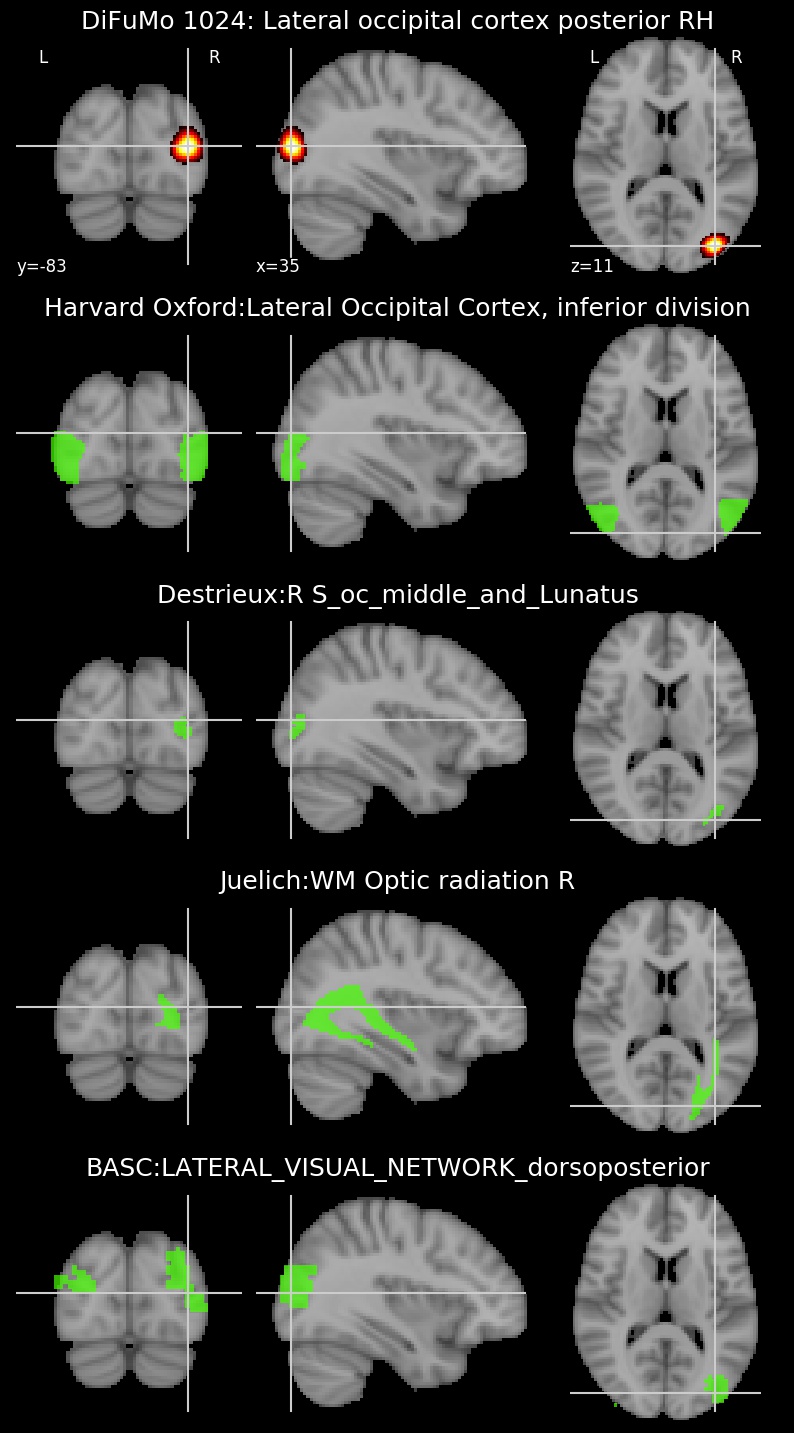 DiFuMo 1024: Lateral occipital cortex posterior RH
L R L R
y=-83 x=35 z=11
Harvard Oxford:Lateral Occipital Cortex, inferior division
Destrieux:R S_oc_middle_and_Lunatus
Juelich:WM Optic radiation R
BASC:LATERAL_VISUAL_NETWORK_dorsoposterior